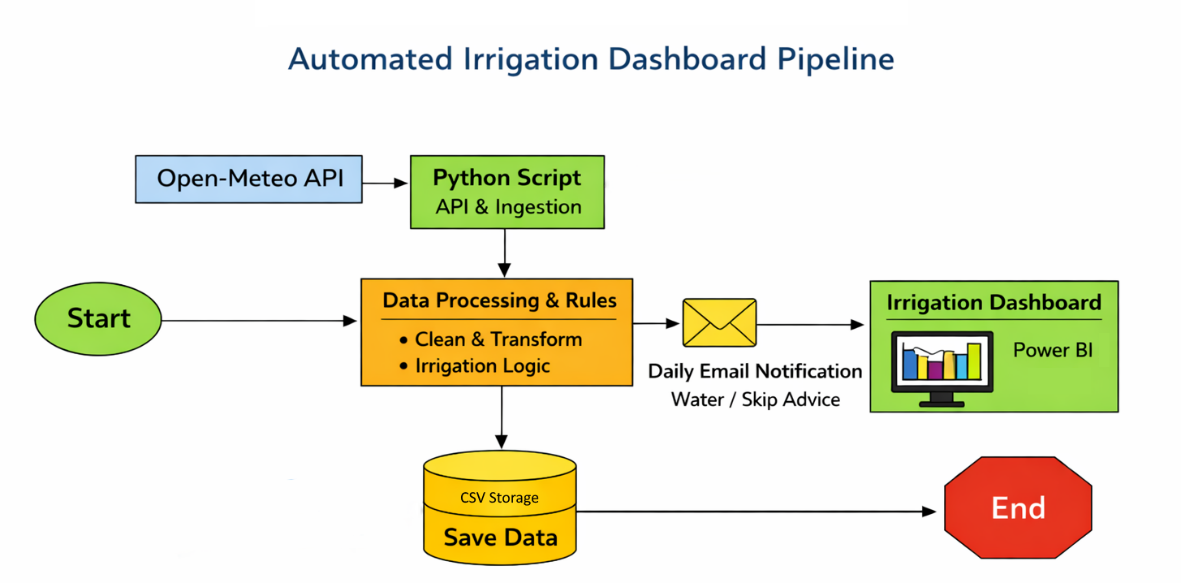 Automated Irrigation Dashboard Pipeline
Open-Meteo API
Python Script
API & Ingestion
Start
Data Processing & Rules
• Clean & Transform
• Irrigation Logic
Daily Email Notification
Water / Skip Advice
Irrigation Dashboard
Power BI
CSV Storage
Save Data
End